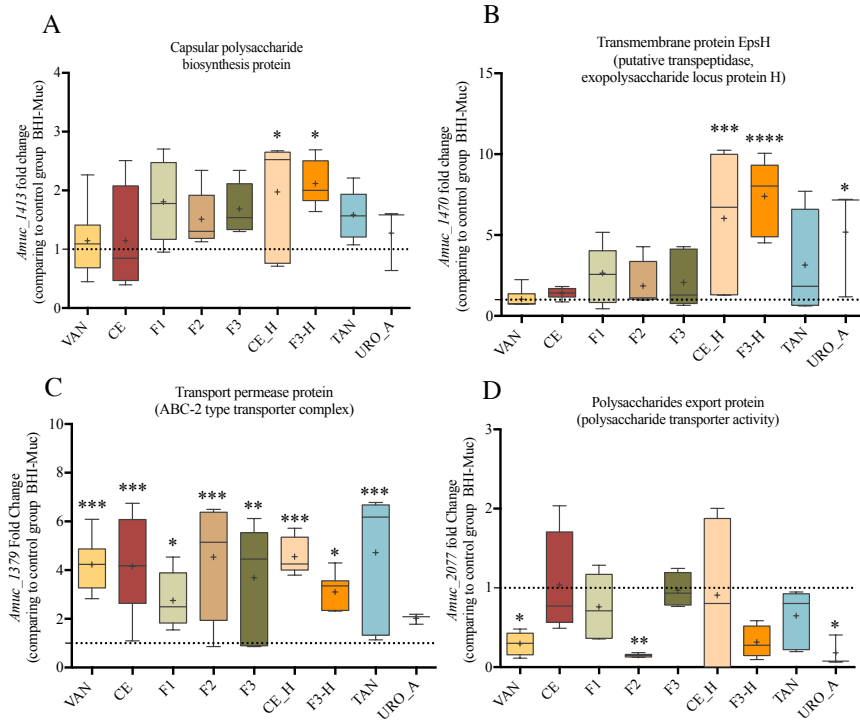 A
Capsular polysaccharide
biosynthesis protein
Amuc_1413 fold change
(comparing to control group BHI-Muc)
4
3
2
1
0
* *
VAN CE F1 F2 F3 CE_H F3-H TAN URO_A
B
Transmembrane protein EpsH
(putative transpeptidase,
exopolysaccharide locus protein H)
Amuc_1470 fold change
(comparing to control group BHI-Muc)
15
10
5
0
*** **** *
VAN CE F1 F2 F3 CE_H F3-H TAN URO_A
C
Transport permease protein
(ABC-2 type transporter complex)
Amuc_1379 Fold Change
(comparing to control group BHI-Muc)
10
8
6
4
2
0
*** *** * *** ** *** * ***
VAN CE F1 F2 F3 CE_H F3-H TAN URO_A
D
Polysaccharides export protein
(polysaccharide transporter activity)
Amuc_2077 fold Change
(comparing to control group BHI-Muc)
3
2
1
0
* ** *
VAN CE F1 F2 F3 CE_H F3-H TAN URO_A